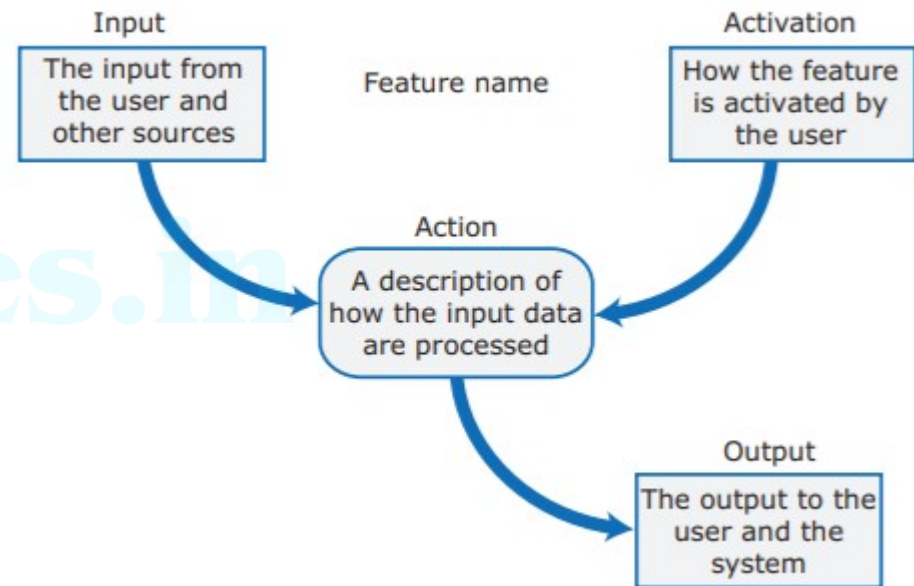 Input
The input from
the user and
other sources
Feature name
Activation
How the feature
is activated by
the user
Action
A description of
how the input data
are processed
Output
The output to the
user and the
system
es.in